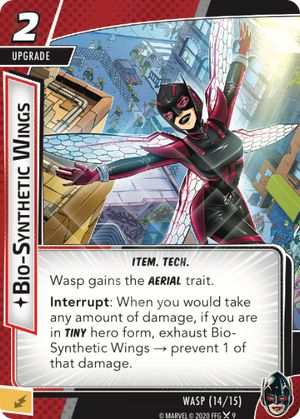 2
UPGRADE
BIO-SYNTHETIC WINGS
ITEM. TECH.
Wasp gains the AERIAL trait.
Interrupt: When you would take
any amount of damage, if you are
in TINY hero form, exhaust Bio-
Synthetic Wings → prevent 1 of
that damage.
WASP (14/15)
© MARVEL © 2020 FFG 9